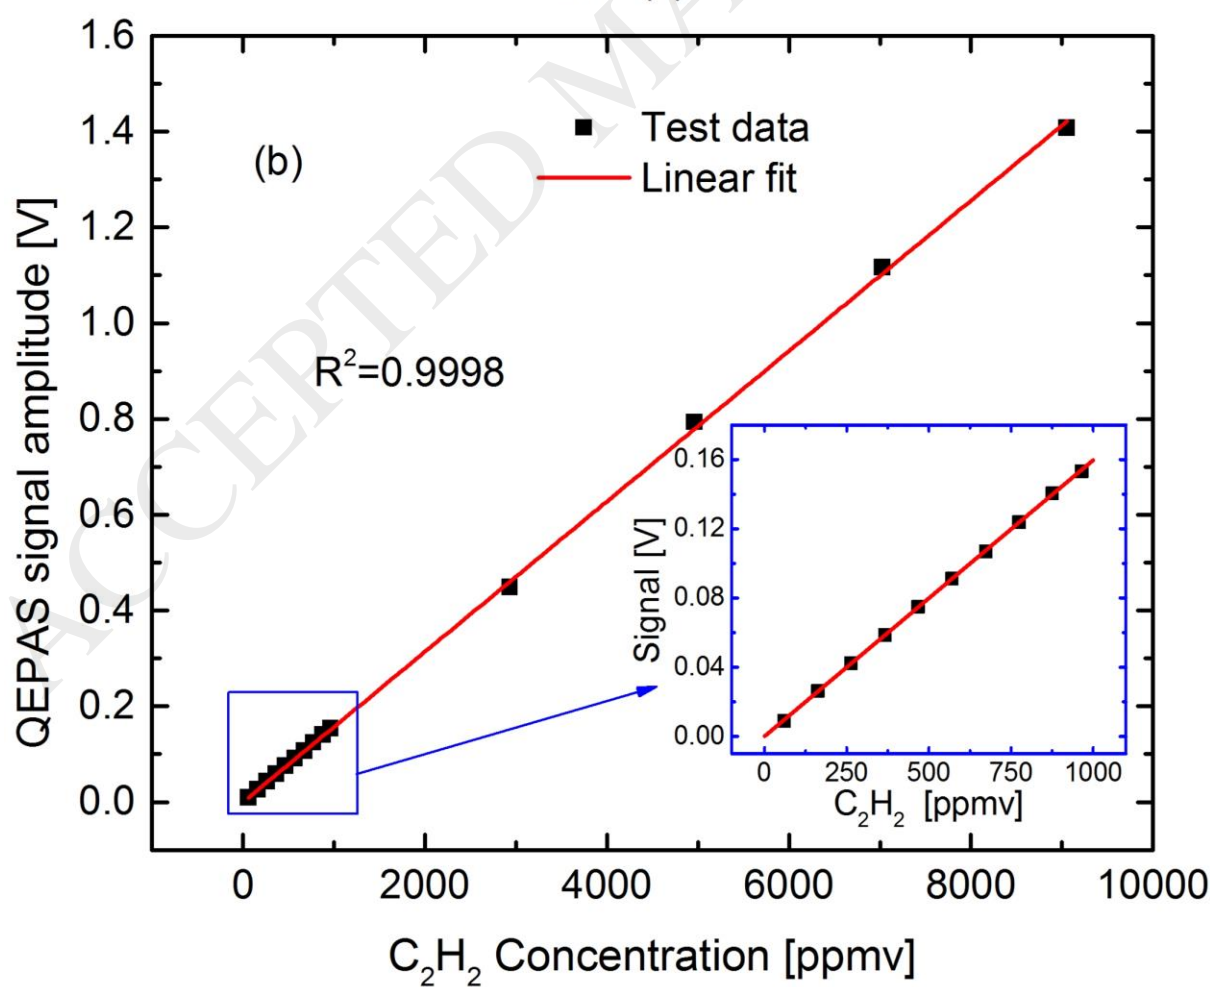 ACCEPTED MA
(b)
Test data
Linear fit
R²=0.9998
QEPAS signal amplitude [V]
1.6
1.4
1.2
1.0
0.8
0.6
0.4
0.2
0.0
0 2000 4000 6000 8000 10000
C₂H₂ Concentration [ppmv]
Signal [V]
0.16
0.12
0.08
0.04
0.00
0 250 500 750 1000
C₂H₂ [ppmv]